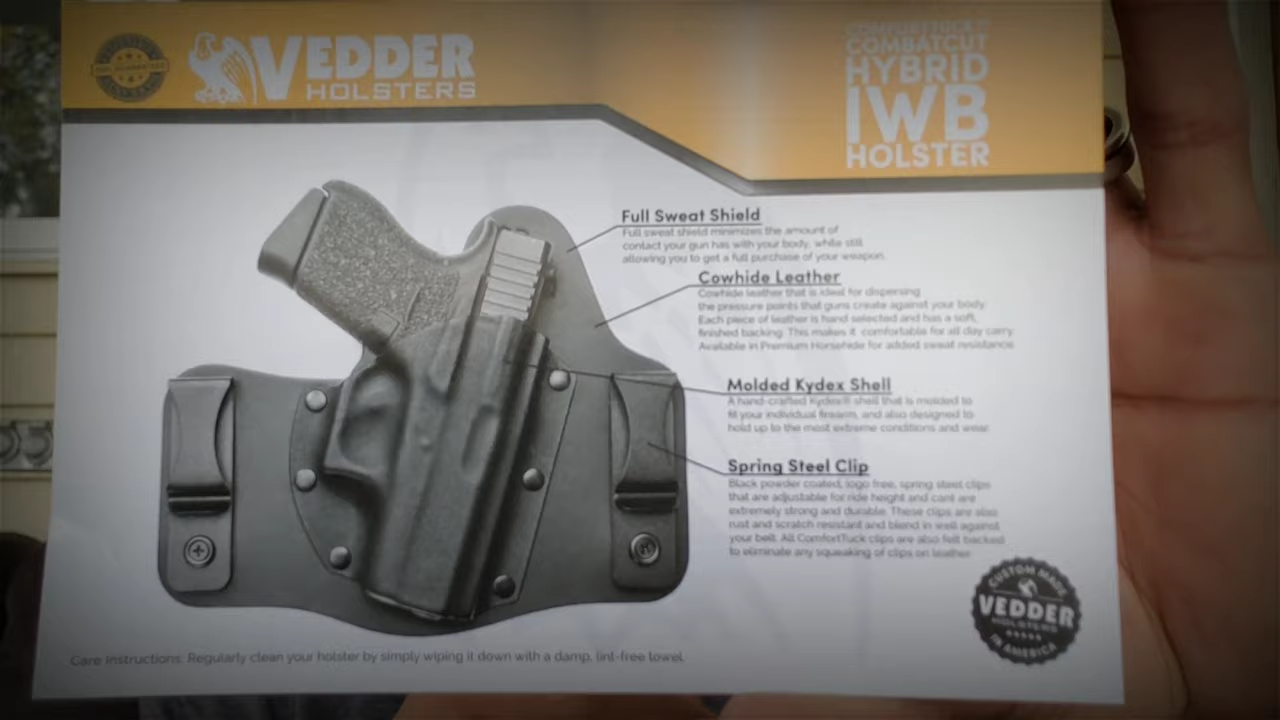 VEDDER
HOLSTERS
COMFORTTUCK
COMBATCUT
HYBRID
IWB
HOLSTER
Full Sweat Shield
Full sweat shield minimizes the amount of
contact your gun has with your body, while still
allowing you to get a full purchase of your weapon.
Cowhide Leather
Cowhide leather that is ideal for dispersing
the pressure points that guns create against your body.
Each piece of leather is hand selected and has a soft,
finished backing. This makes it comfortable for all day carry.
Available in Premium Horsehide for added sweat resistance.
Molded Kydex Shell
A hand-crafted Kydex® shell that is molded to
fit your individual firearm, and also designed to
hold up to the most extreme conditions and wear.
Spring Steel Clip
Black powder coated, logo free, spring steel clips
that are adjustable for ride height and cant are
extremely strong and durable. These clips are also
rust and scratch resistant and blend in well against
your belt. All ComfortTuck clips are also felt backed
to eliminate any squeaking of clips on leather.
CUSTOM MADE
VEDDER
HOLSTERS
IN AMERICA
Care Instructions: Regularly clean your holster by simply wiping it down with a damp, lint-free towel.